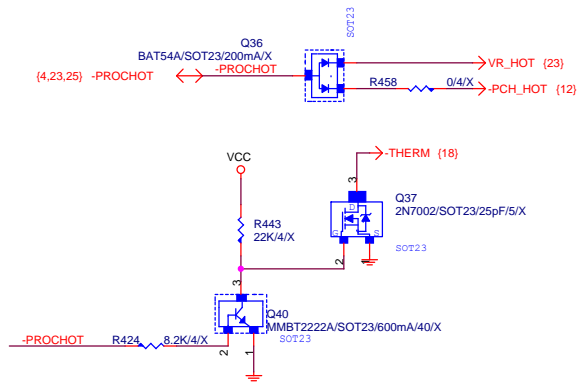 SOT23
Q36
BAT54A/SOT23/200mA/X
{4,23,25} -PROCHOT
-PROCHOT
VR_HOT {23}
R458 0/4/X
-PCH_HOT {12}
VCC
-THERM {18}
3
Q37
2N7002/SOT23/25pF/5/X
D
G S
SOT23
R443
22K/4/X
2 1
3
Q40
MMBT2222A/SOT23/600mA/40/X
SOT23
-PROCHOT R424 8.2K/4/X
2 1